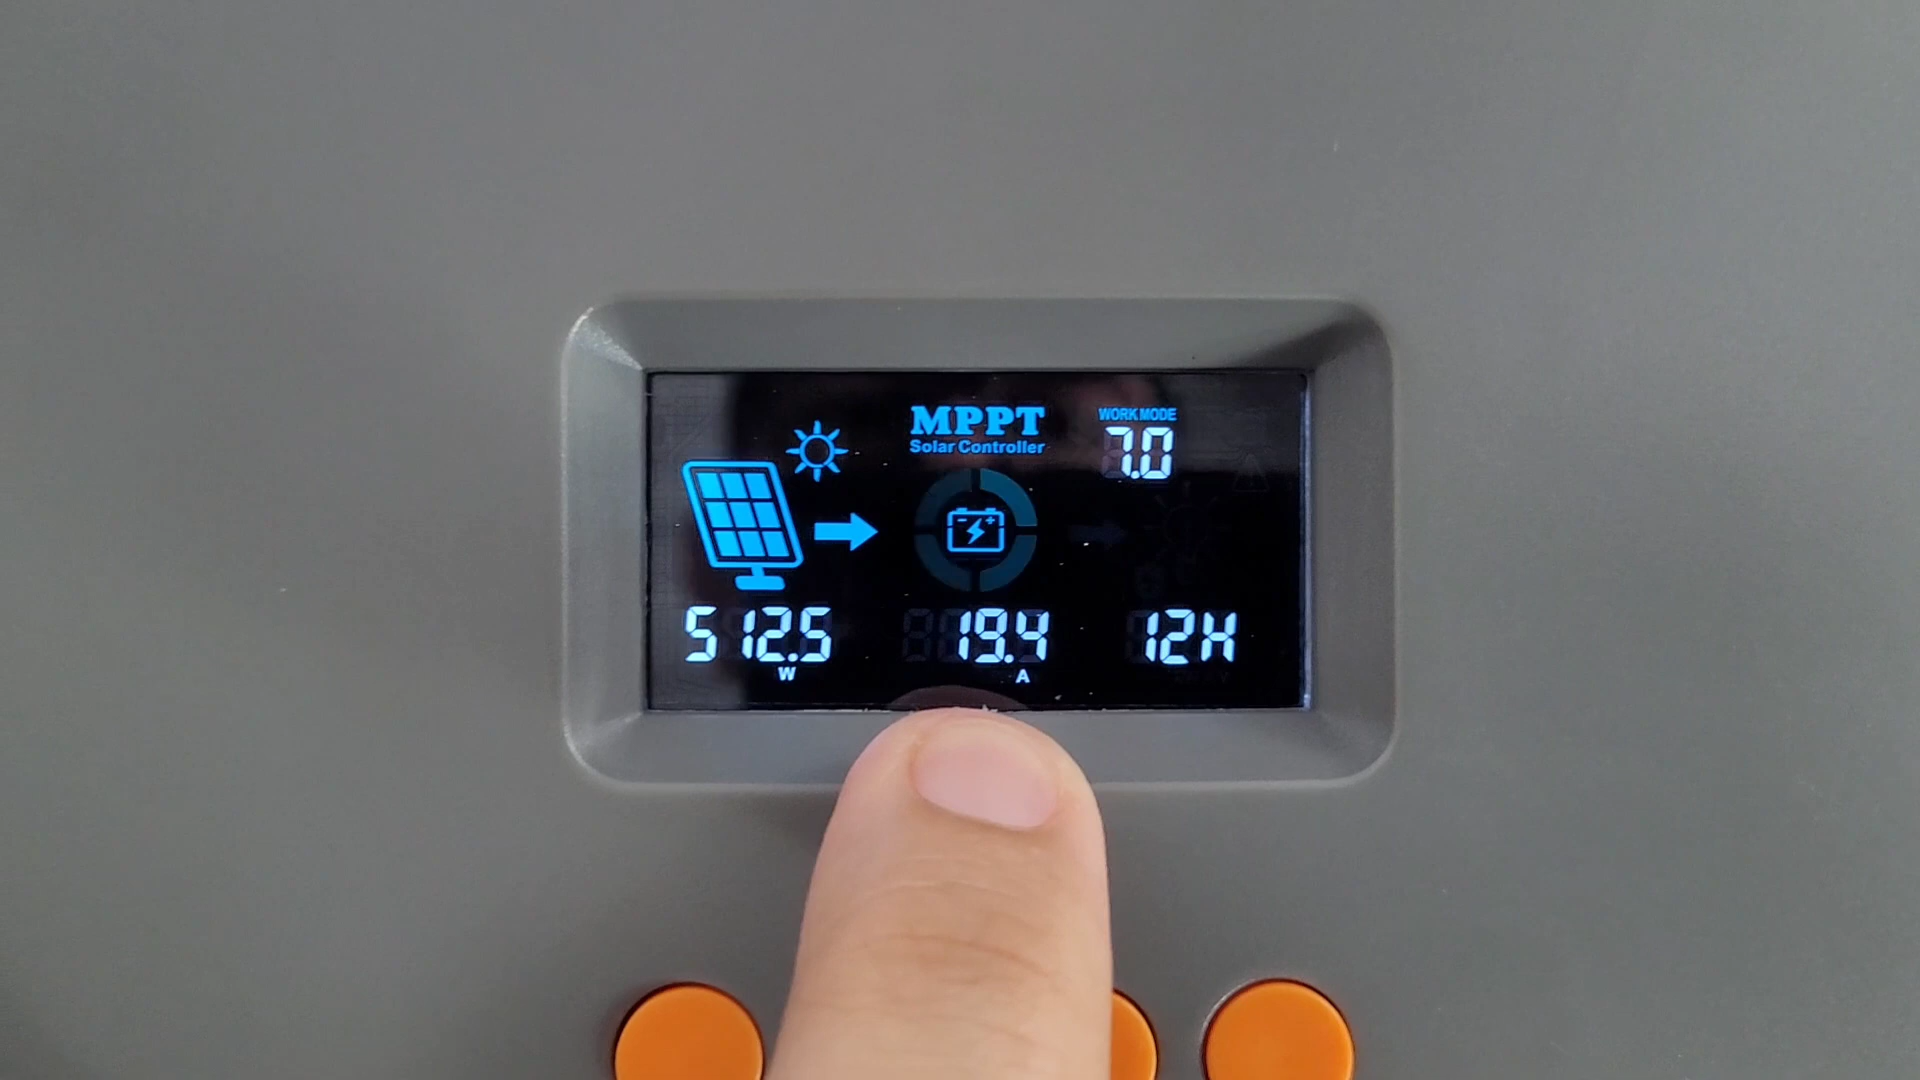 MPPT
Solar Controller
WORK MODE
7.0
512.5
W
19.4
A
12H